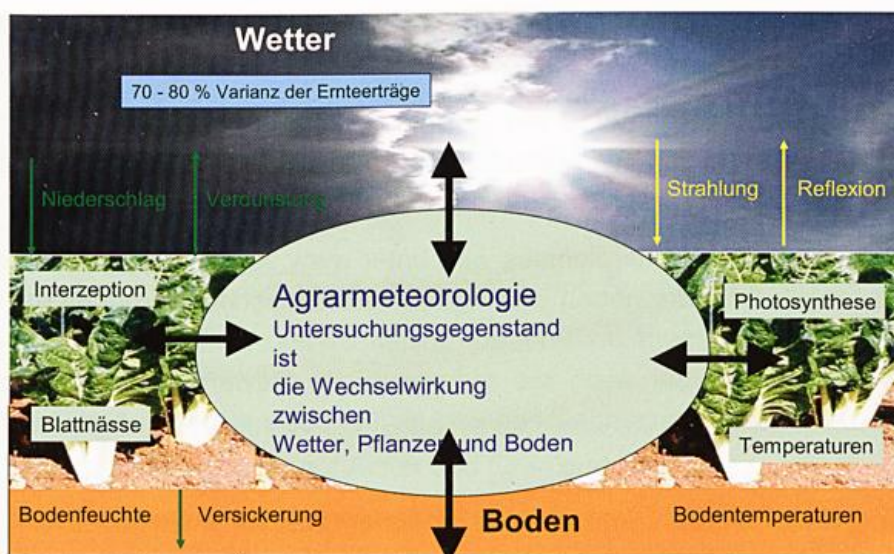 Wetter
70 - 80 % Varianz der Ernteerträge
Niederschlag
Verdunstung
Strahlung
Reflexion
Interzeption
Photosynthese
Agrarmeteorologie
Untersuchungsgegenstand
ist
die Wechselwirkung
zwischen
Wetter, Pflanzen und Boden
Blattnässe
Temperaturen
Bodenfeuchte
Versickerung
Boden
Bodentemperaturen